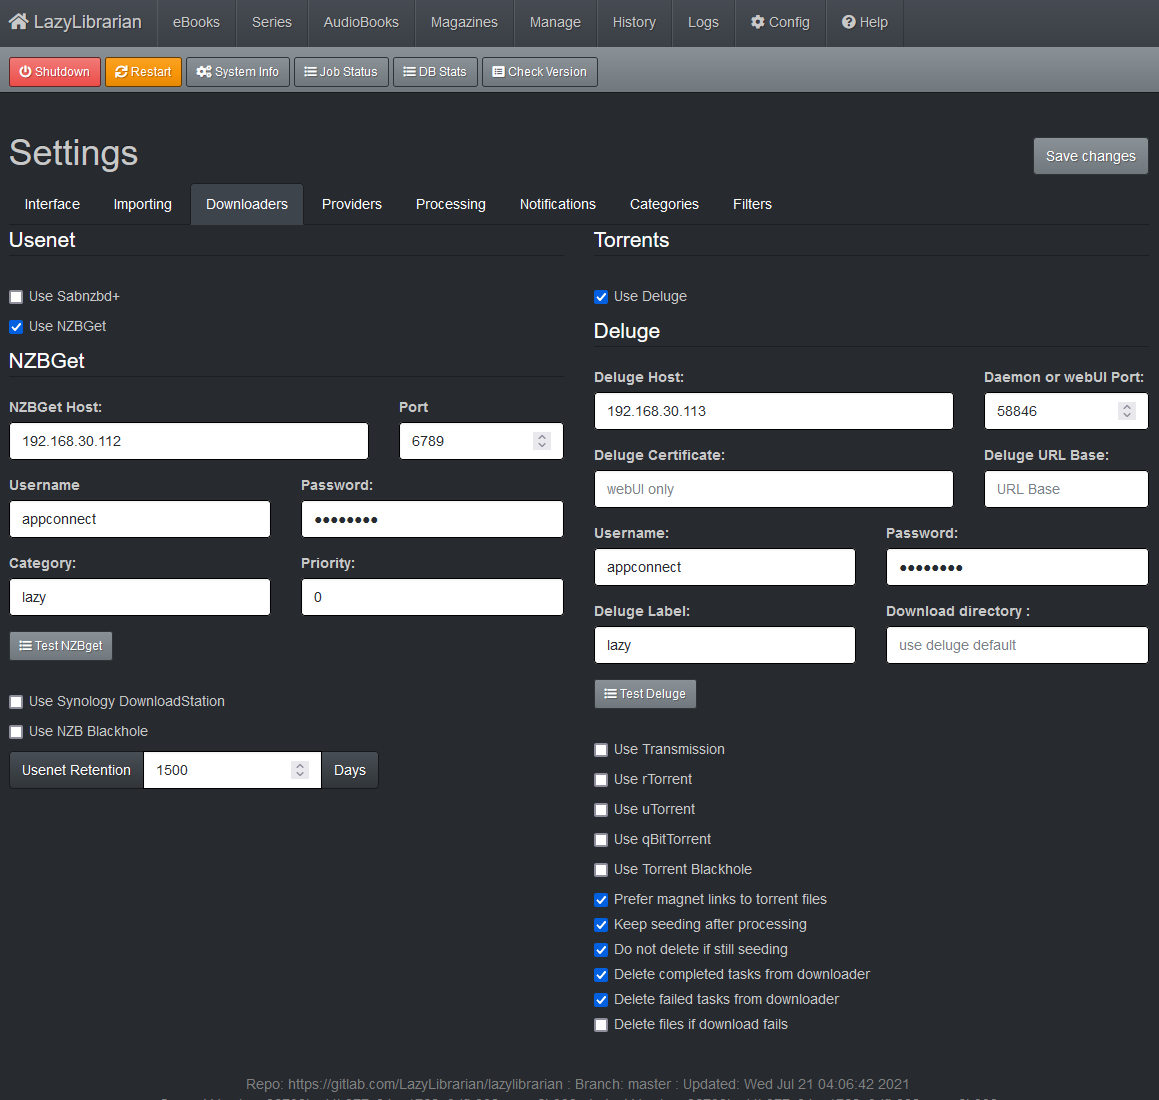 LazyLibrarian eBooks Series AudioBooks Magazines Manage History Logs Config Help
Shutdown Restart System Info Job Status DB Stats Check Version
Settings
Save changes
Interface Importing Downloaders Providers Processing Notifications Categories Filters
Usenet
Use Sabnzbd+
Use NZBGet
NZBGet
NZBGet Host: Port
192.168.30.112 6789
Username Password:
appconnect ●●●●●●●●
Category: Priority:
lazy 0
Test NZBget
Use Synology DownloadStation
Use NZB Blackhole
Usenet Retention 1500 Days
Torrents
Use Deluge
Deluge
Deluge Host: Daemon or webUI Port:
192.168.30.113 58846
Deluge Certificate: Deluge URL Base:
webUI only URL Base
Username: Password:
appconnect ●●●●●●●●
Deluge Label: Download directory :
lazy use deluge default
Test Deluge
Use Transmission
Use rTorrent
Use uTorrent
Use qBitTorrent
Use Torrent Blackhole
Prefer magnet links to torrent files
Keep seeding after processing
Do not delete if still seeding
Delete completed tasks from downloader
Delete failed tasks from downloader
Delete files if download fails
Repo: https://gitlab.com/LazyLibrarian/lazylibrarian : Branch: master : Updated: Wed Jul 21 04:06:42 2021